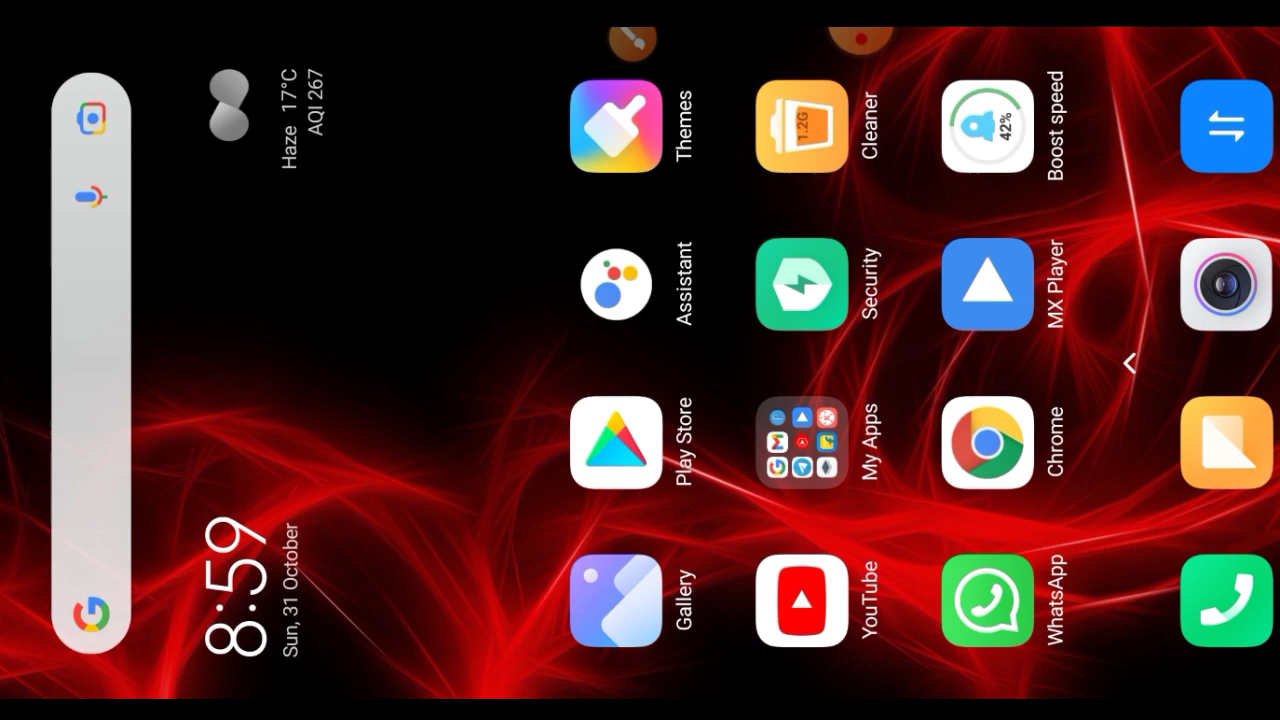 8:59
Sun, 31 October
Haze 17°C
AQI 267
Gallery
Play Store
Assistant
Themes
YouTube
My Apps
Security
1.2G
Cleaner
WhatsApp
Chrome
MX Player
42%
Boost speed